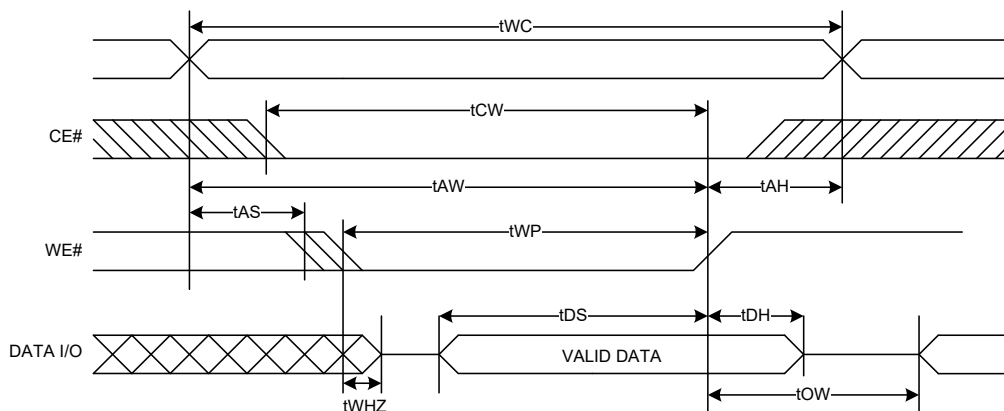 tWC
tCW
CE#
tAW
tAH
tAS
tWP
WE#
tDS
tDH
DATA I/O
VALID DATA
tWHZ
tOW